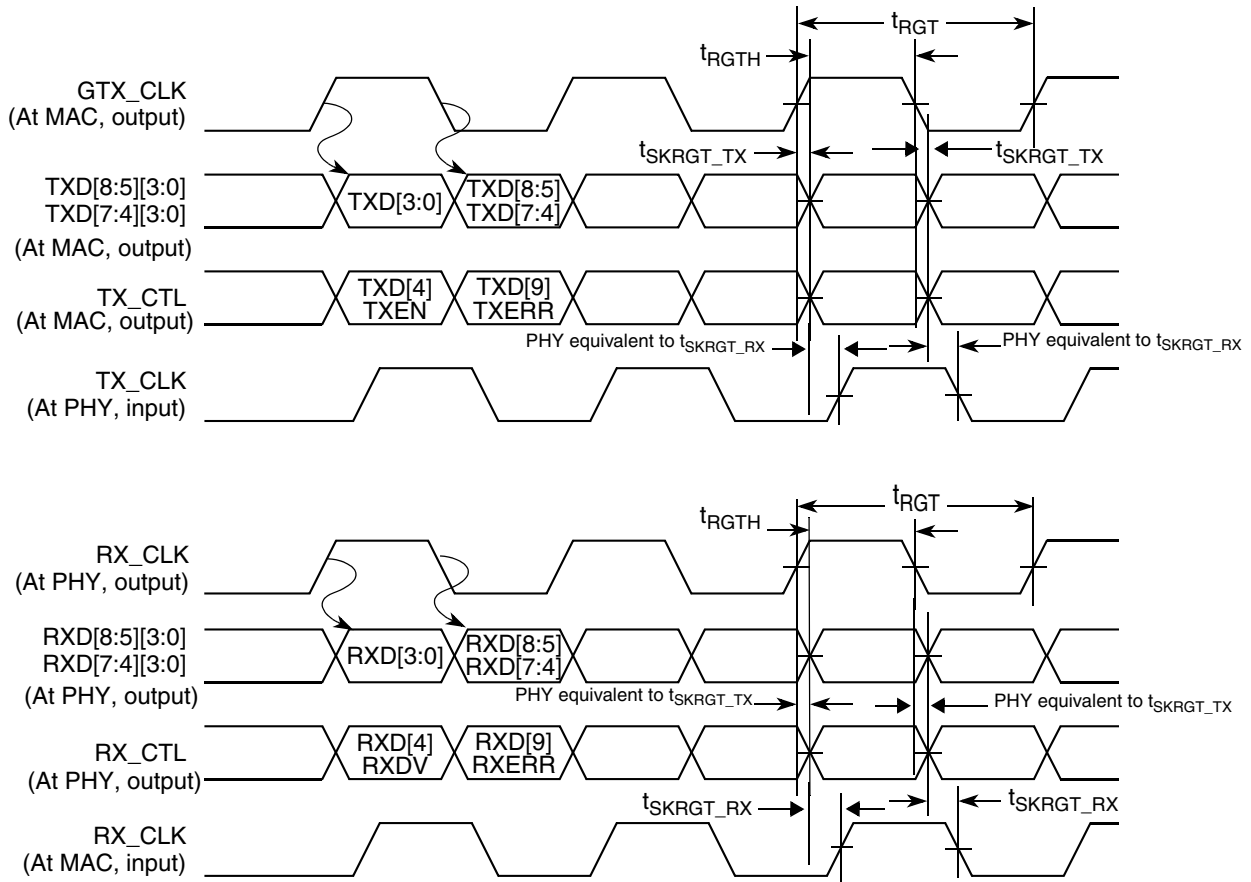 tRGT
tRGTH
GTX_CLK
(At MAC, output)
tSKRGT_TX
tSKRGT_TX
TXD[8:5][3:0]
TXD[7:4][3:0]
(At MAC, output)
TXD[3:0]
TXD[8:5]
TXD[7:4]
TX_CTL
(At MAC, output)
TXD[4]
TXEN
TXD[9]
TXERR
PHY equivalent to tSKRGT_RX
PHY equivalent to tSKRGT_RX
TX_CLK
(At PHY, input)
tRGT
tRGTH
RX_CLK
(At PHY, output)
RXD[8:5][3:0]
RXD[7:4][3:0]
(At PHY, output)
RXD[3:0]
RXD[8:5]
RXD[7:4]
PHY equivalent to tSKRGT_TX
PHY equivalent to tSKRGT_TX
RX_CTL
(At PHY, output)
RXD[4]
RXDV
RXD[9]
RXERR
tSKRGT_RX
tSKRGT_RX
RX_CLK
(At MAC, input)